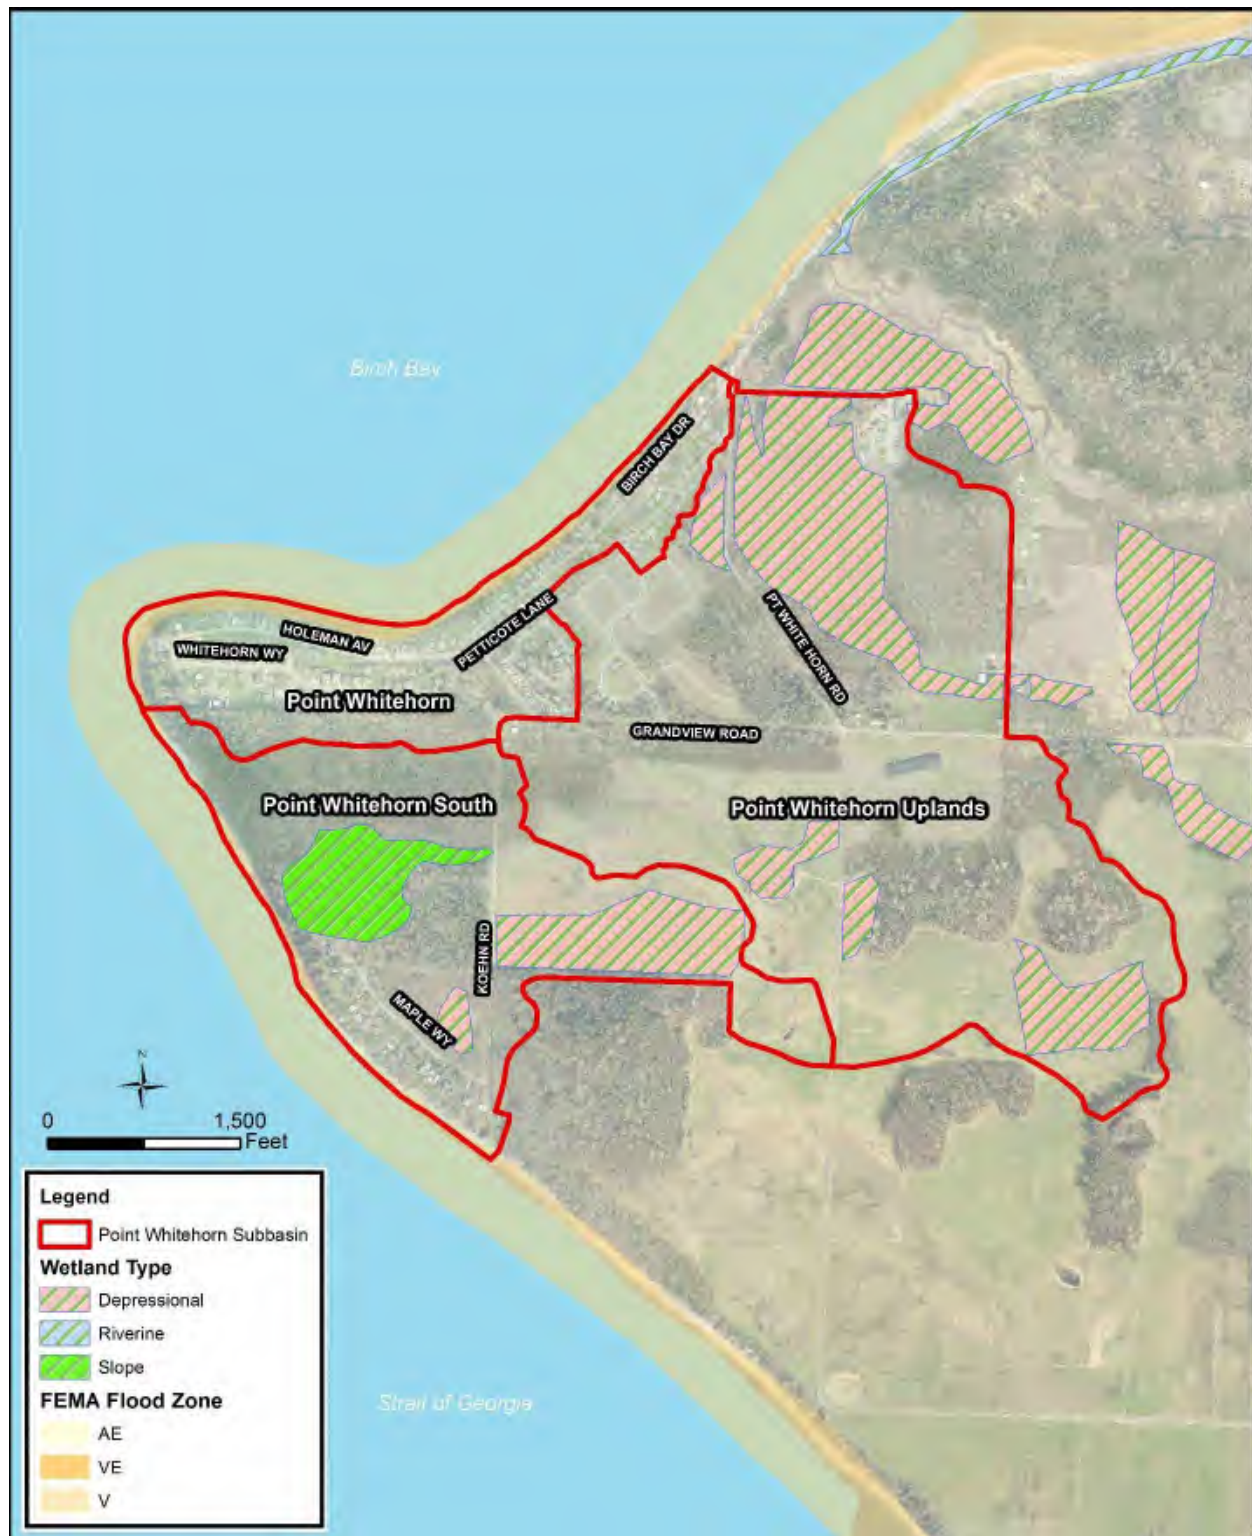 Birch Bay
BIRCH BAY DR
PETTICOTE LANE
HOLEMAN AV
WHITEHORN WY
Point Whitehorn
PT WHITE HORN RD
GRANDVIEW ROAD
Point Whitehorn South
Point Whitehorn Uplands
KOEHN RD
MAPLE WY
N
0 1,500
Feet
Legend
Point Whitehorn Subbasin
Wetland Type
Depressional
Riverine
Slope
FEMA Flood Zone
AE
VE
V
Strait of Georgia